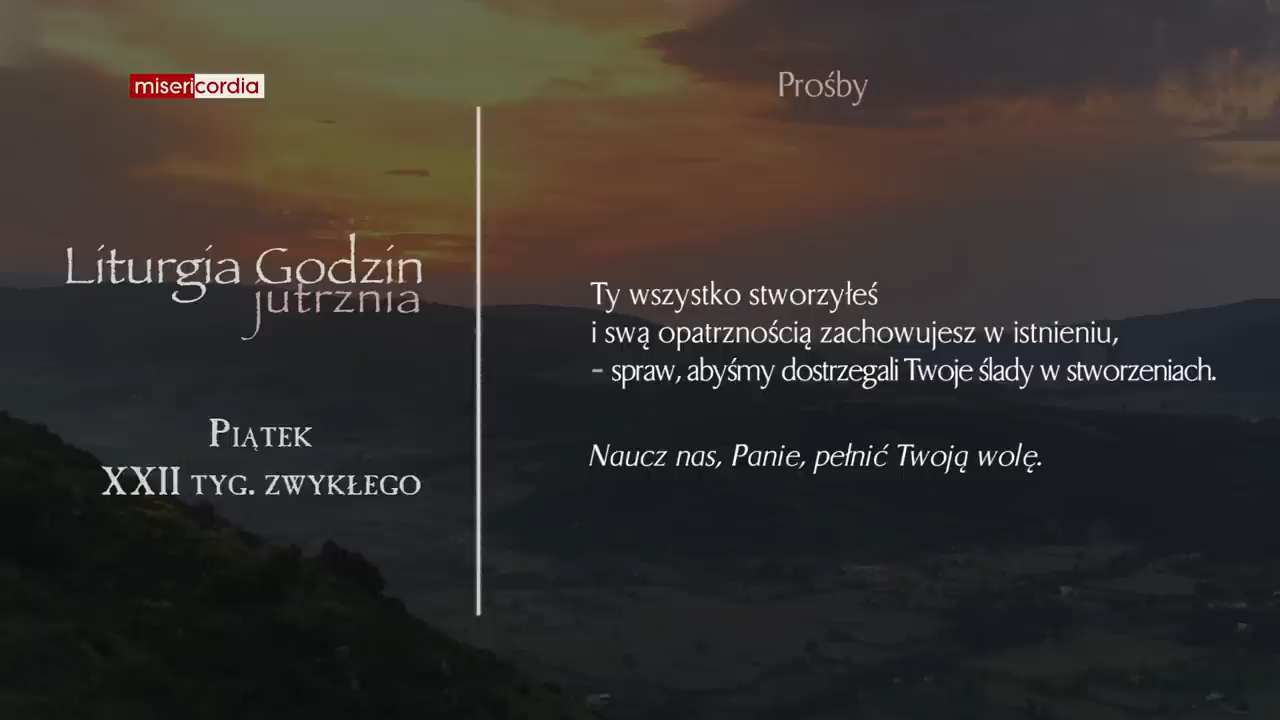 misericordia
Prośby
Liturgia Godzin
jutrznia
Piątek
XXII tyg. zwykłego
Ty wszystko stworzyłeś
i swą opatrznością zachowujesz w istnieniu,
- spraw, abyśmy dostrzegali Twoje ślady w stworzeniach.
Naucz nas, Panie, pełnić Twoją wolę.